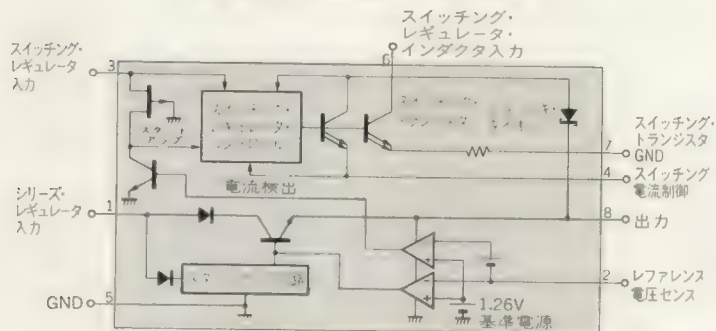 スイッチング・
レギュレータ・
インダクタ入力
6
スイッチング・
レギュレータ
入力
3
スタート
アップ
電流検出
スイッチング・
トランジスタ
GND
7
4
スイッチング
電流制御
シリーズ・
レギュレータ
入力
1
8
出力
2
レファレンス
電圧センス
GND
5
1.26V
基準電源